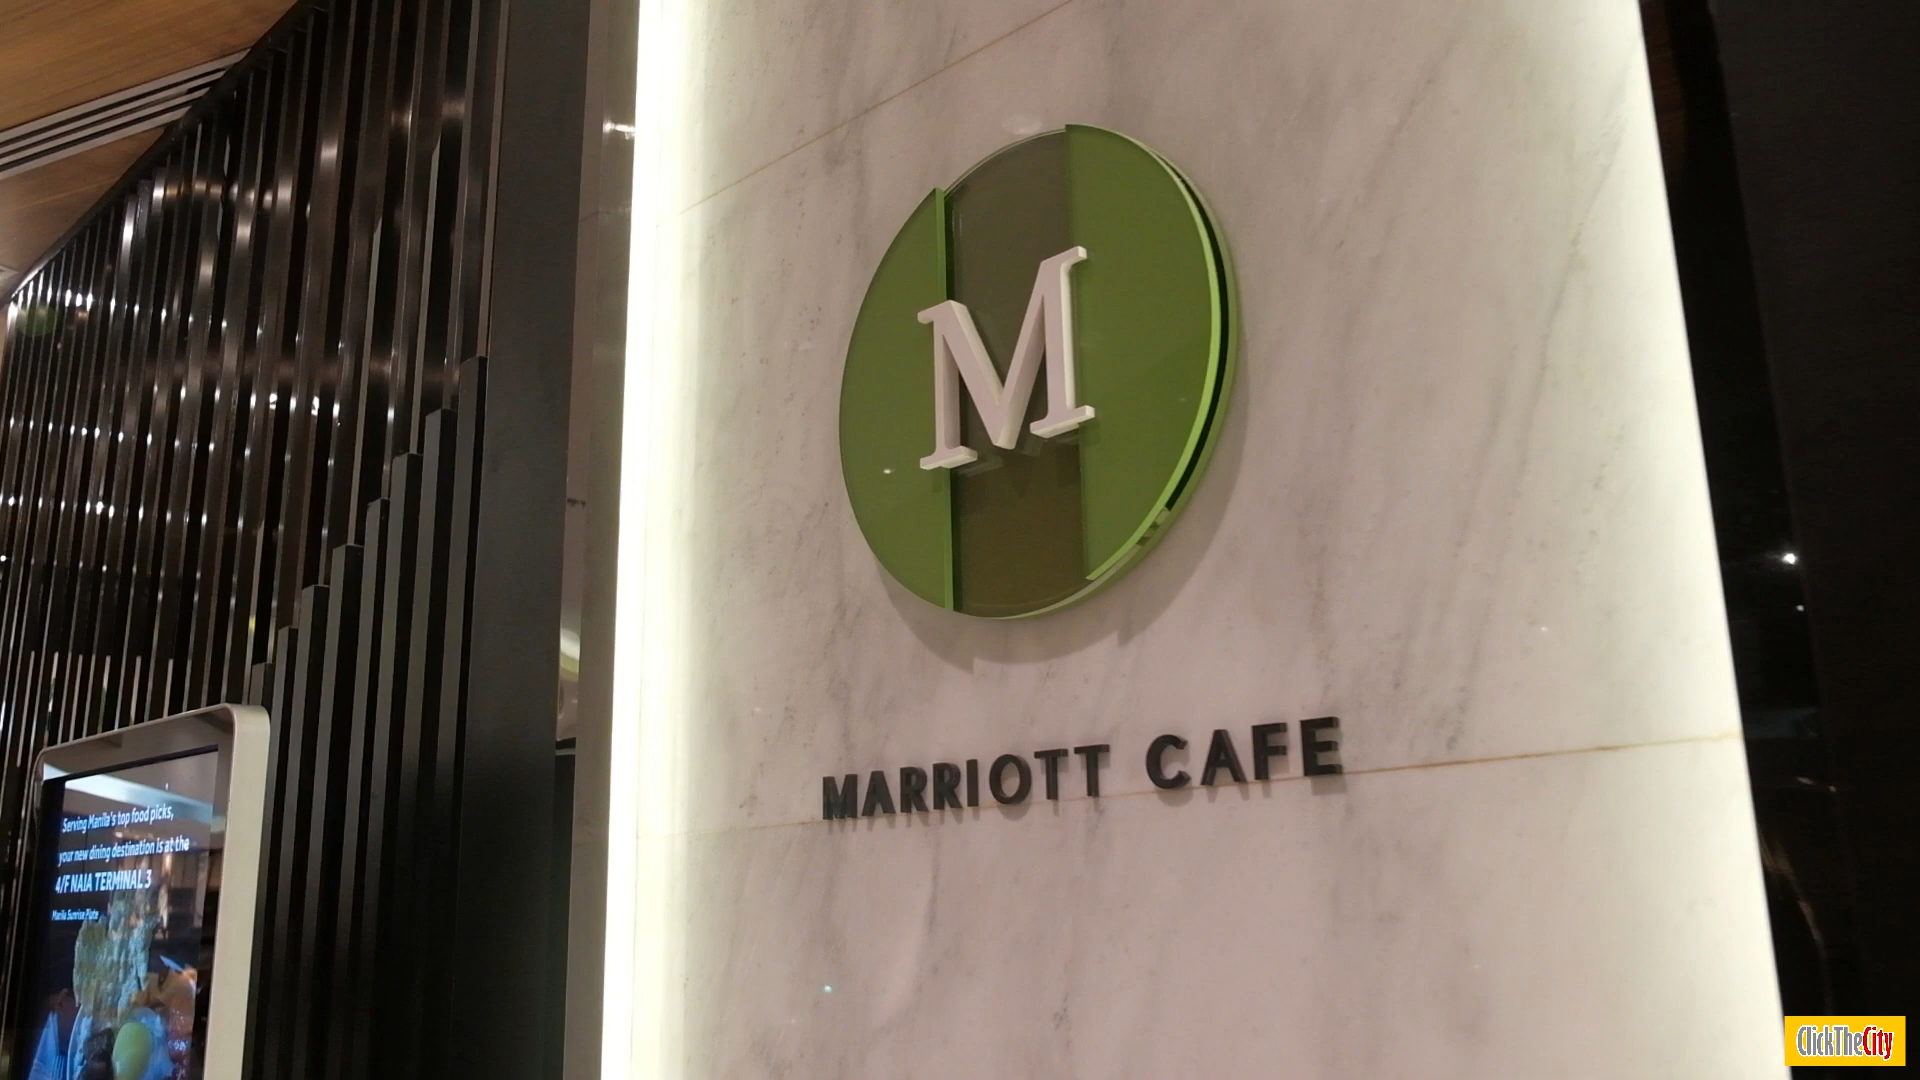 M
MARRIOTT CAFE
Serving Manila's top food picks,
your new dining destination is at the
4/F NAIA TERMINAL 3
Manila Sunrise Plate
ClickTheCity